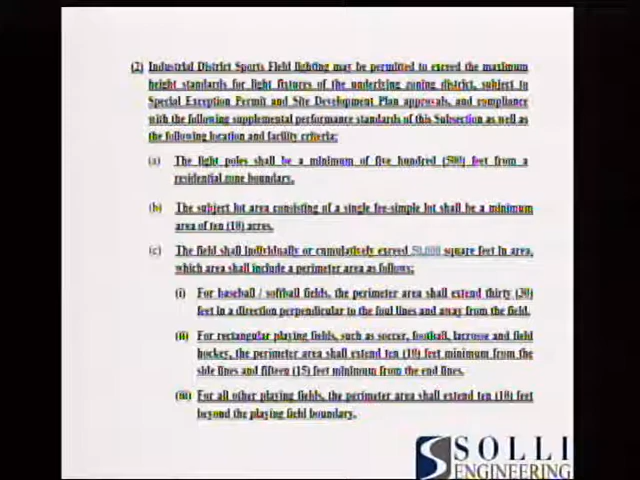 (2) Industrial District Sports Field lighting may be permitted to exceed the maximum
height standards for light fixtures of the underlying zoning district, subject to
Special Exception Permit and Site Development Plan approvals, and compliance
with the following supplemental performance standards of this Subsection as well as
the following location and facility criteria:
(a) The light poles shall be a minimum of five hundred (500) feet from a
residential zone boundary.
(b) The subject lot area consisting of a single fee-simple lot shall be a minimum
area of ten (10) acres.
(c) The field shall individually or cumulatively exceed 50,000 square feet in area,
which area shall include a perimeter area as follows:
(i) For baseball / softball fields, the perimeter area shall extend thirty (30)
feet in a direction perpendicular to the foul lines and away from the field.
(ii) For rectangular playing fields, such as soccer, football, lacrosse and field
hockey, the perimeter area shall extend ten (10) feet minimum from the
side lines and fifteen (15) feet minimum from the end lines.
(iii) For all other playing fields, the perimeter area shall extend ten (10) feet
beyond the playing field boundary.
SOLLI
ENGINEERING